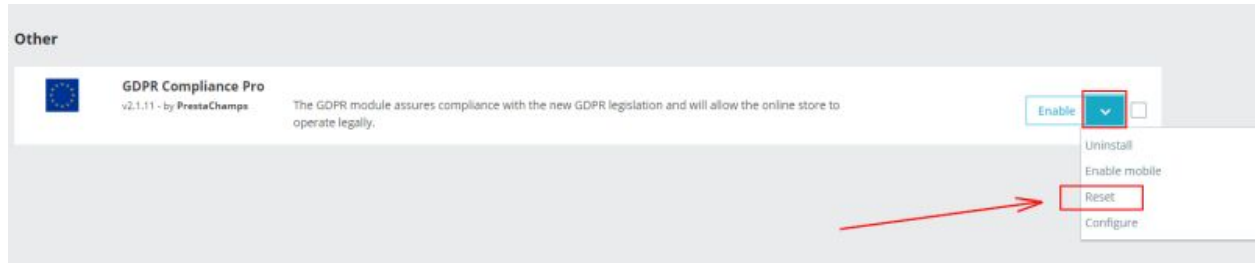 Other
GDPR Compliance Pro
v2.1.11 - by PrestaChamps
The GDPR module assures compliance with the new GDPR legislation and will allow the online store to
operate legally.
Enable
Uninstall
Enable mobile
Reset
Configure